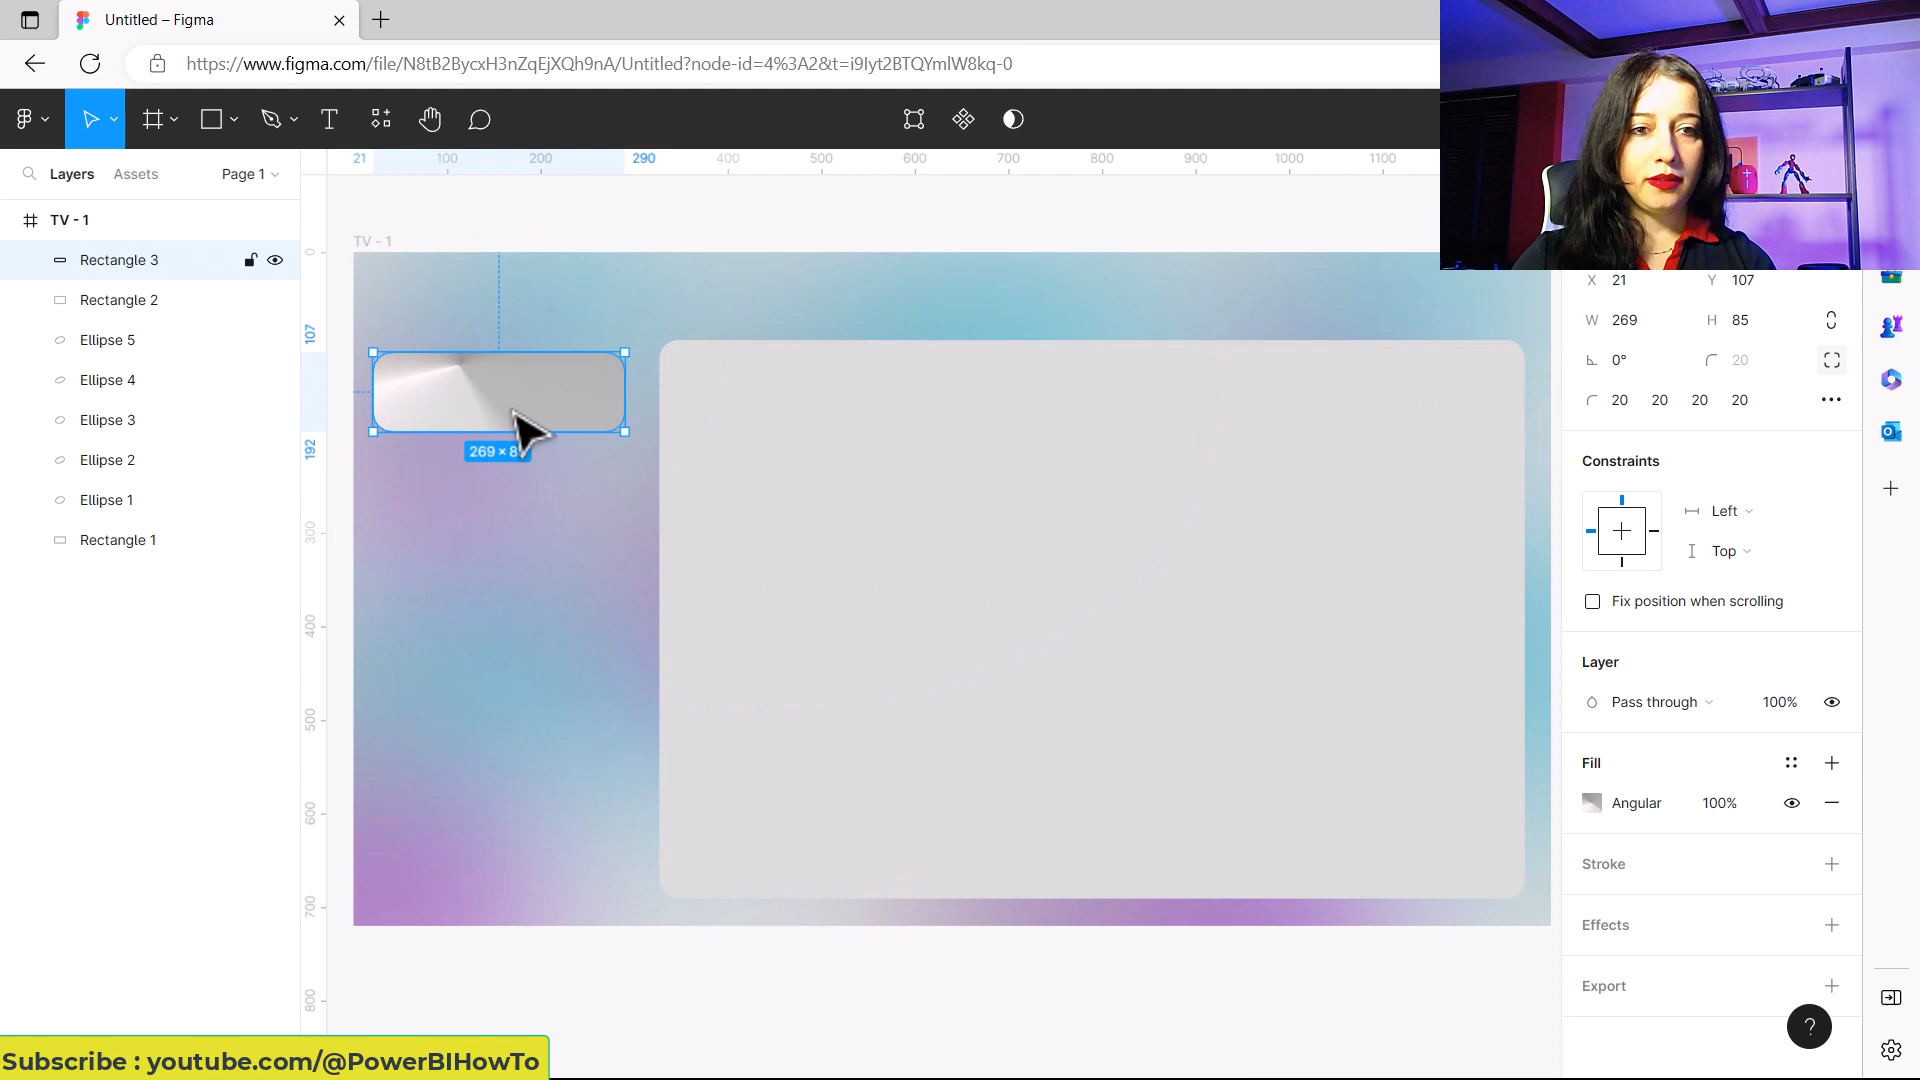 Untitled – Figma
https://www.figma.com/file/N8tB2BycxH3nZqEjXQh9nA/Untitled?node-id=4%3A2&t=i9Iyt2BTQYmlW8kq-0
T
Layers
Assets
Page 1
21
100
200
290
400
500
600
700
800
900
1000
1100
TV - 1
Rectangle 3
Rectangle 2
Ellipse 5
Ellipse 4
Ellipse 3
Ellipse 2
Ellipse 1
Rectangle 1
0
107
192
300
400
500
600
700
800
TV - 1
269 × 8
X 21
Y 107
W 269
H 85
0°
20
20 20 20 20
Constraints
Left
Top
Fix position when scrolling
Layer
Pass through
100%
Fill
Angular
100%
Stroke
Effects
Export
?
Subscribe : youtube.com/@PowerBIHowTo